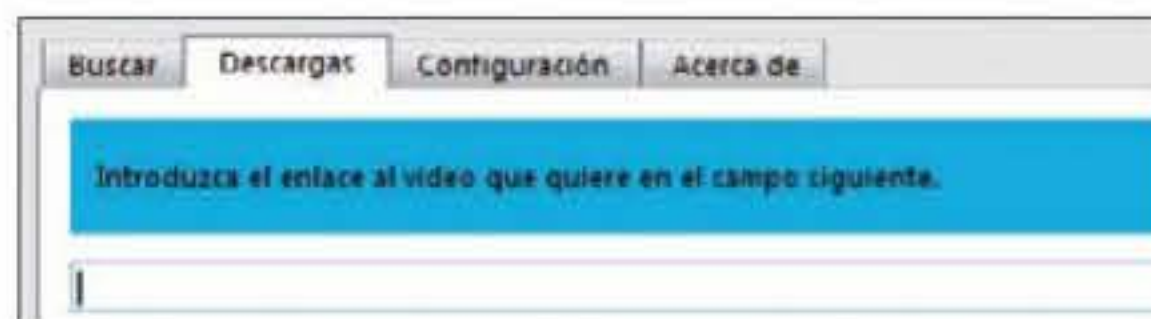 Buscar Descargas Configuración Acerca de
Introduzca el enlace al video que quiere en el campo siguiente.